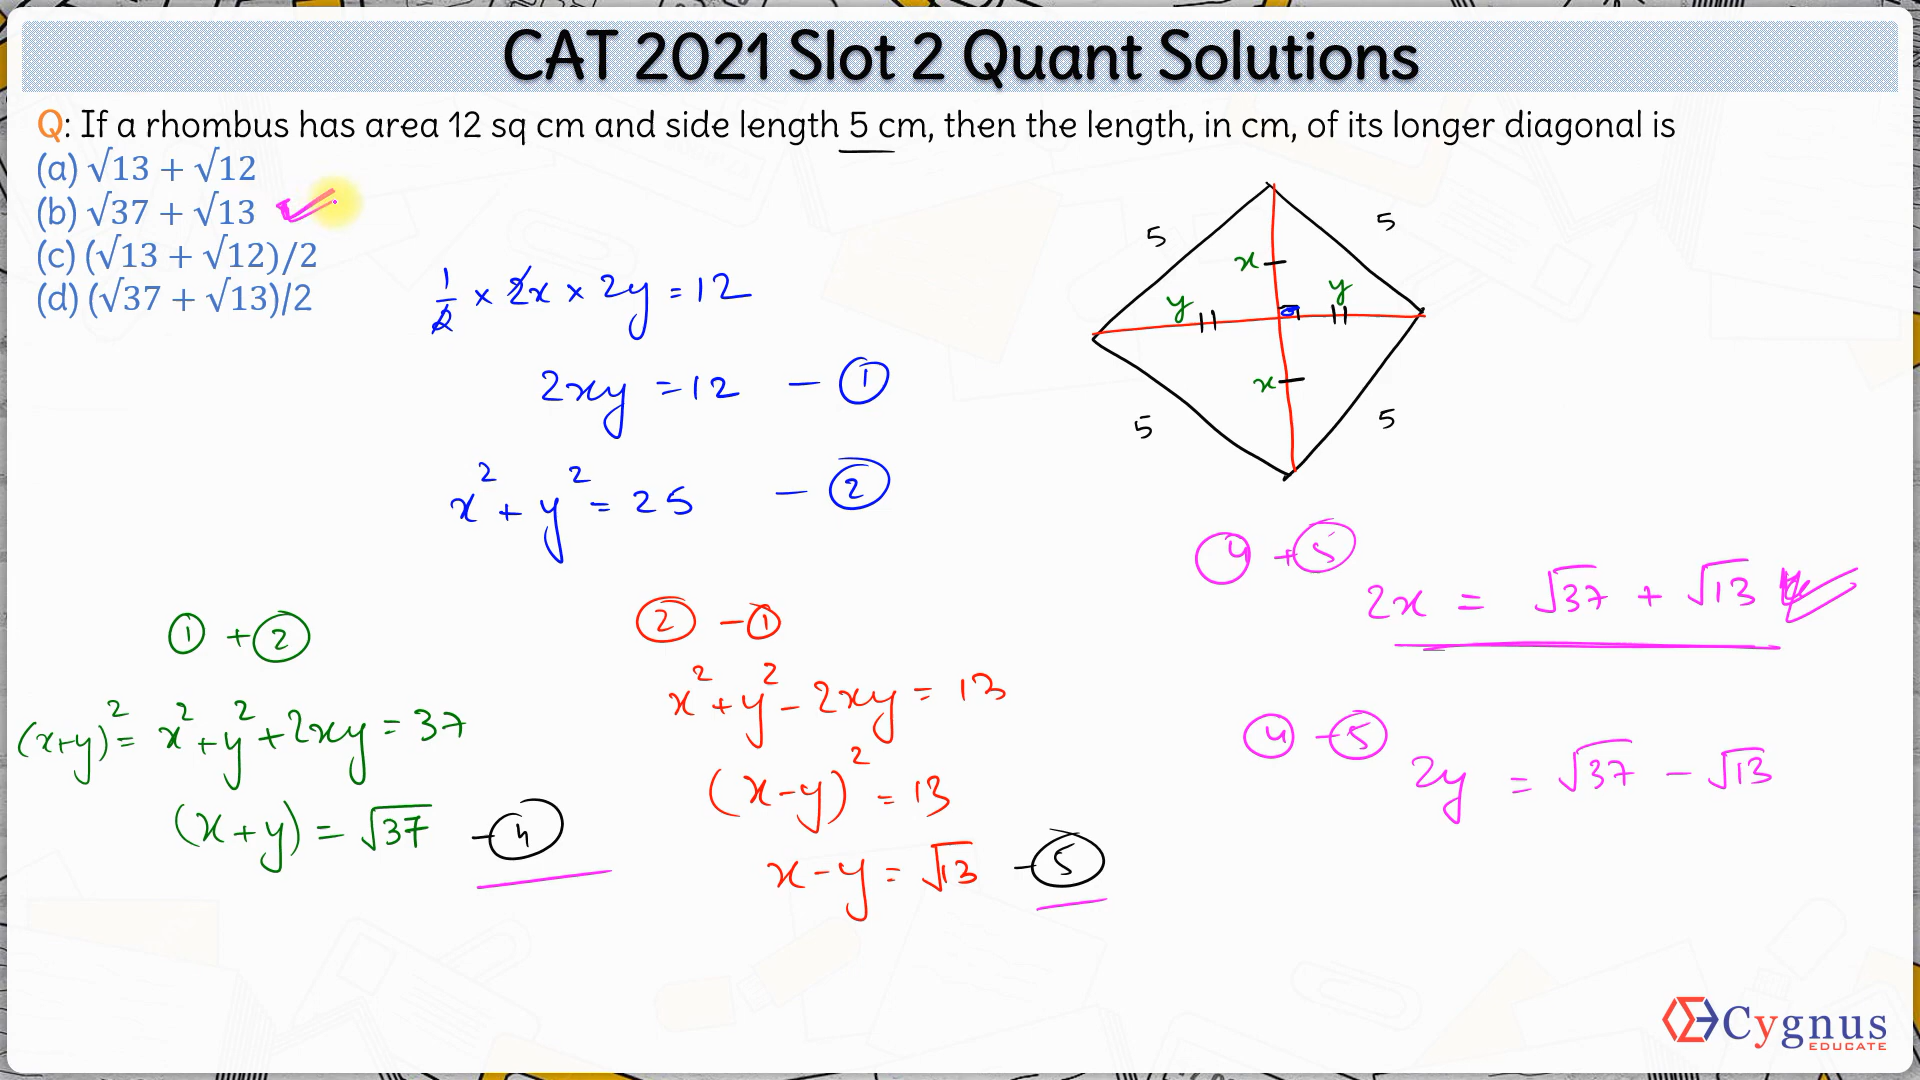 CAT 2021 Slot 2 Quant Solutions
Q: If a rhombus has area 12 sq cm and side length 5 cm, then the length, in cm, of its longer diagonal is
(a) √13 + √12
(b) √37 + √13
(c) (√13 + √12)/2
(d) (√37 + √13)/2
1/2 × 2x × 2y = 12
2xy = 12 – ①
x² + y² = 25 – ②
5
5
x
y
y
x
5
5
① + ②
(x+y)² = x² + y² + 2xy = 37
(x+y) = √37 – ④
② – ①
x² + y² – 2xy = 13
(x–y)² = 13
x – y = √13 – ⑤
④ + ⑤
2x = √37 + √13
④ – ⑤
2y = √37 – √13
Cygnus
EDUCATE